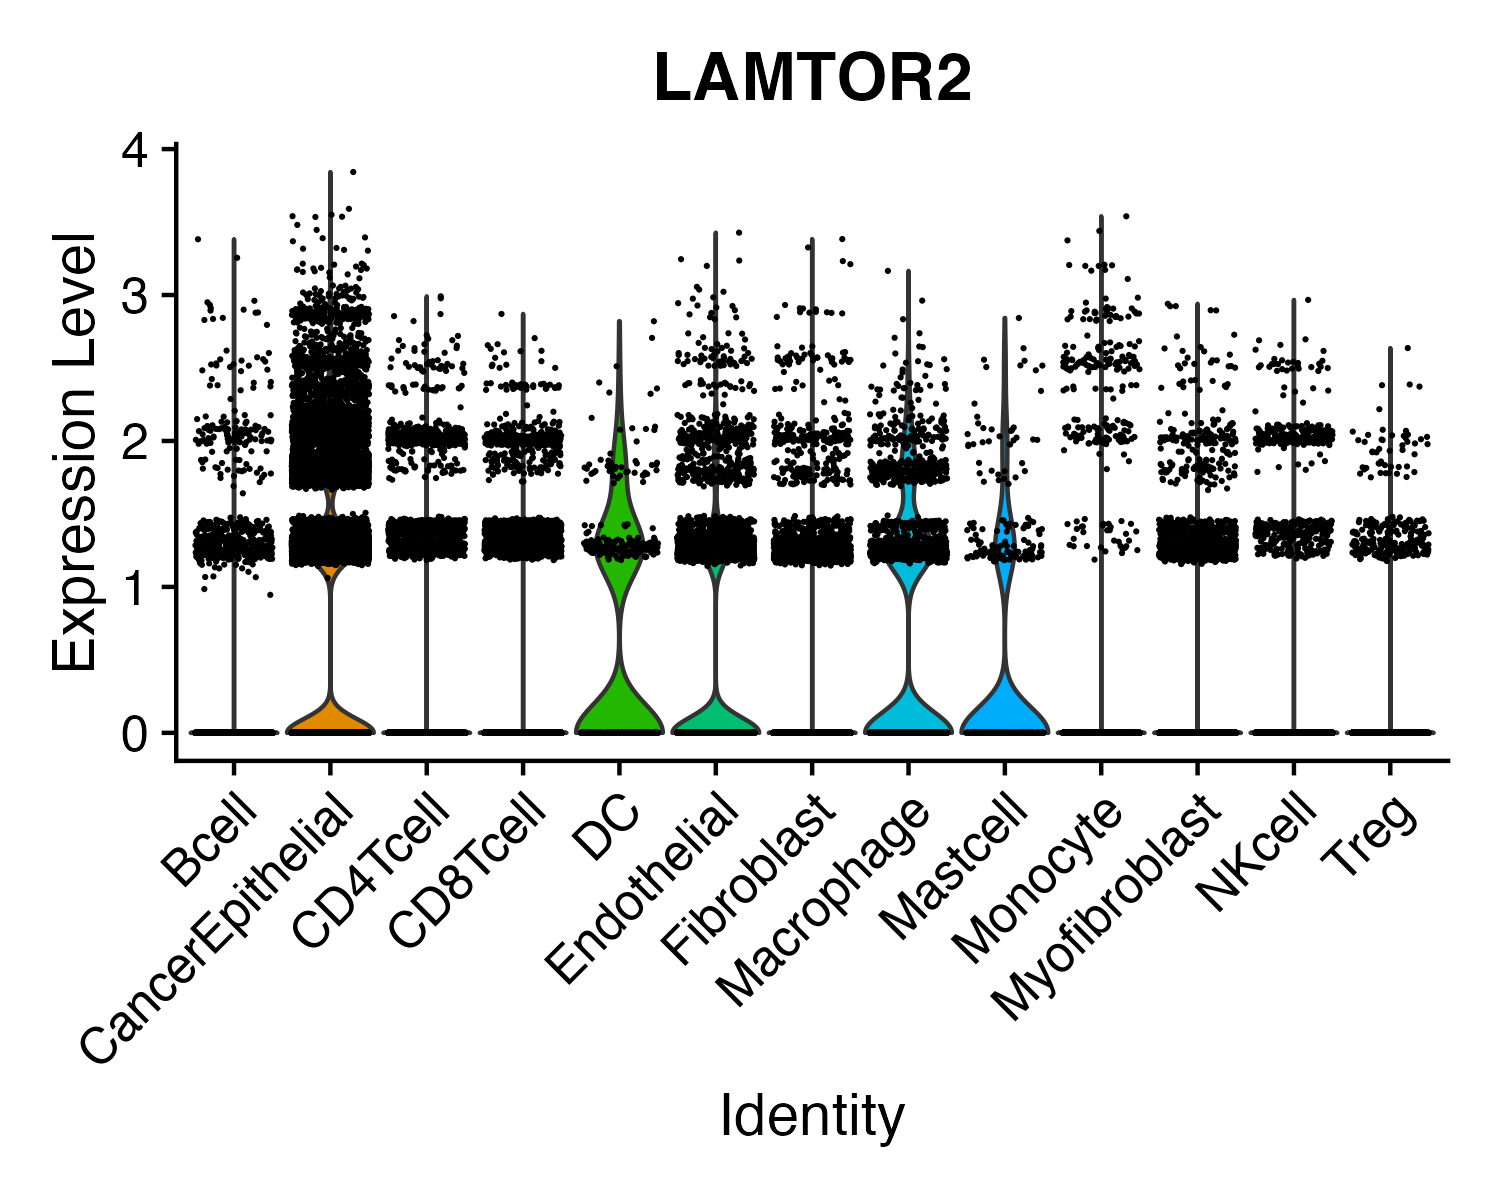 LAMTOR2
Expression Level
4
3
2
1
0
Bcell
CancerEpithelial
CD4Tcell
CD8Tcell
DC
Endothelial
Fibroblast
Macrophage
Mastcell
Monocyte
Myofibroblast
NKcell
Treg
Identity